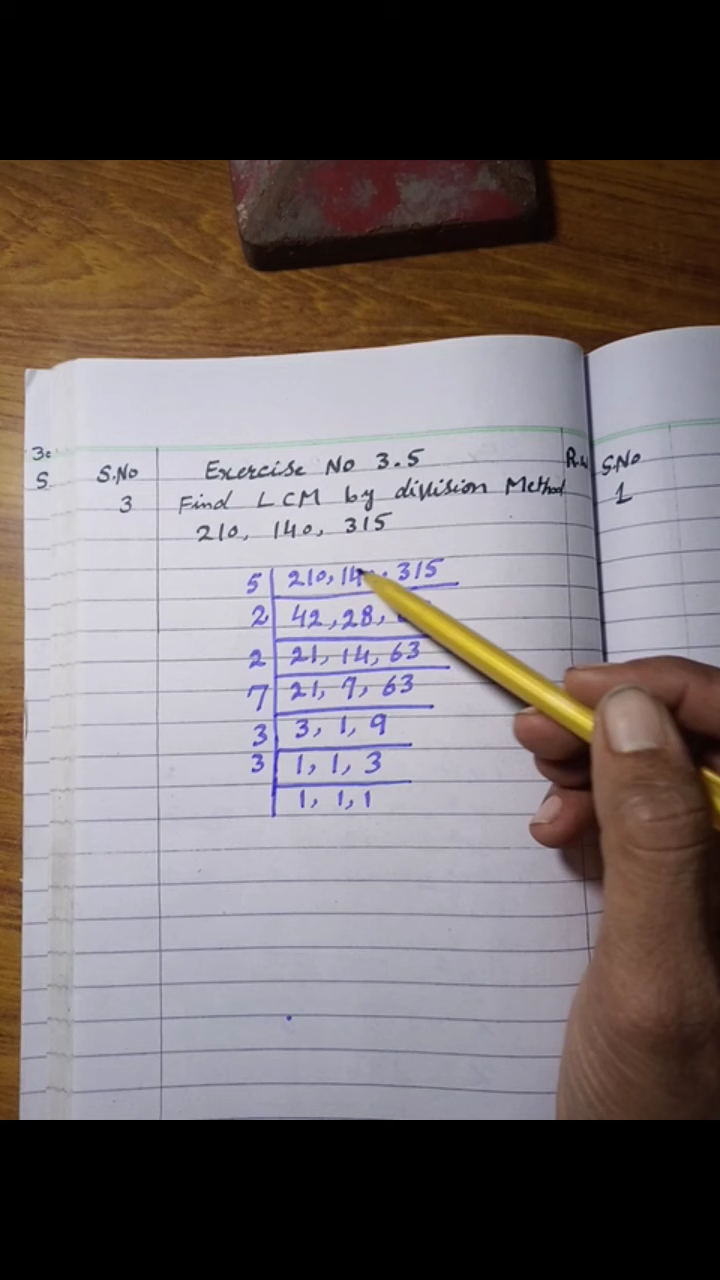 3.
S
S.No Exercise No 3.5 R.W
3 Find LCM by division Method
210, 140, 315
5 210, 14 , 315
2 42, 28,
2 21, 14, 63
7 21, 7, 63
3 3, 1, 9
3 1, 1, 3
1, 1, 1
S.No
1